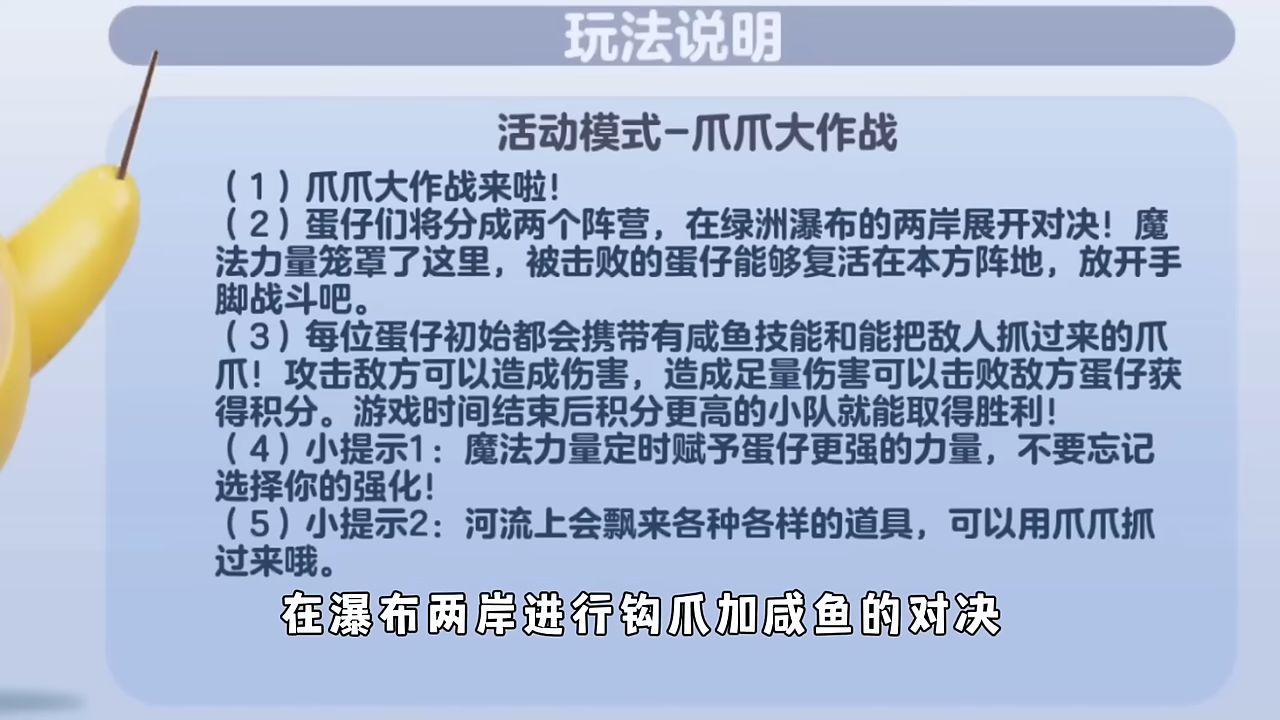 玩法说明
活动模式-爪爪大作战
（1）爪爪大作战来啦！
（2）蛋仔们将分成两个阵营，在绿洲瀑布的两岸展开对决！魔
法力量笼罩了这里，被击败的蛋仔能够复活在本方阵地，放开手
脚战斗吧。
（3）每位蛋仔初始都会携带有咸鱼技能和能把敌人抓过来的爪
爪！攻击敌方可以造成伤害，造成足量伤害可以击败敌方蛋仔获
得积分。游戏时间结束后积分更高的小队就能取得胜利！
（4）小提示1：魔法力量定时赋予蛋仔更强的力量，不要忘记
选择你的强化！
（5）小提示2：河流上会飘来各种各样的道具，可以用爪爪抓
过来哦。
在瀑布两岸进行钩爪加咸鱼的对决